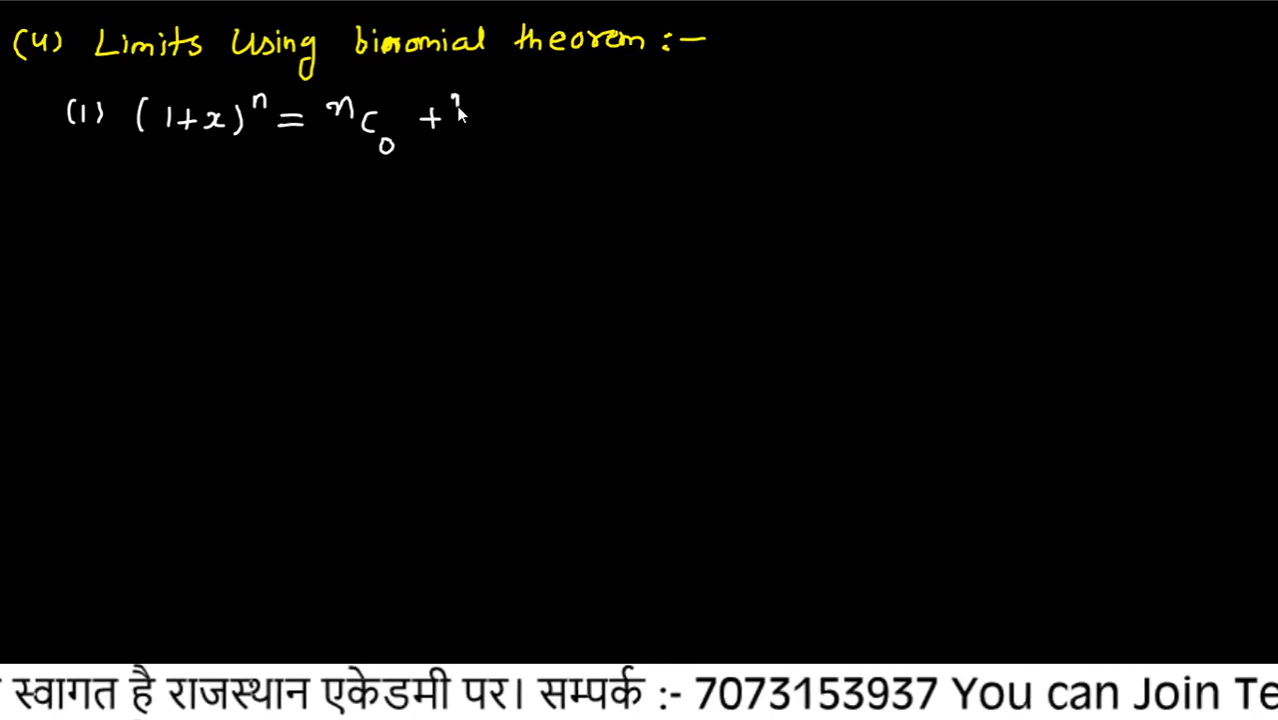 (4) Limits Using binomial theorem :-
(1) (1+x)^n = ^nC_0 +
स्वागत है राजस्थान एकेडमी पर। सम्पर्क :- 7073153937 You can Join Te